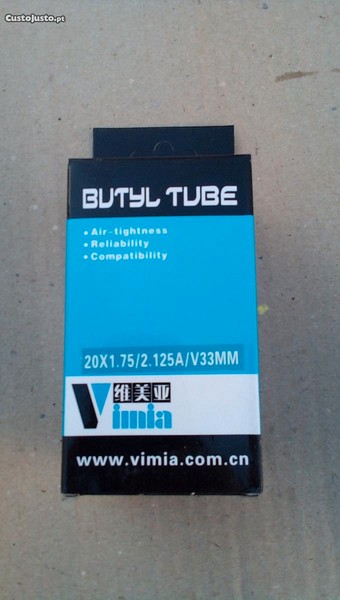 CustoJusto.pt
BUTYL TUBE
• Air-tightness
• Reliability
• Compatibility
20X1.75/2.125A/V33MM
维美亚
Vimia
www.vimia.com.cn